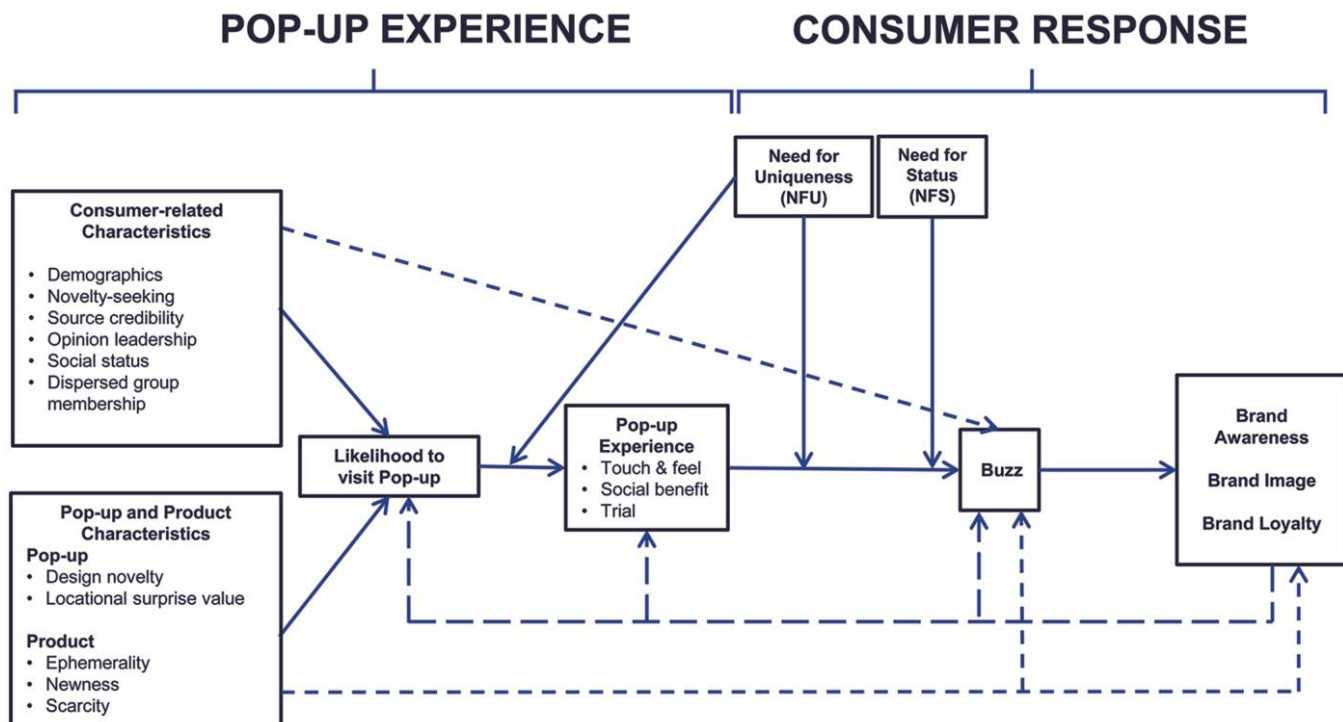 POP-UP EXPERIENCE
CONSUMER RESPONSE
Need for
Uniqueness
(NFU)
Need for
Status
(NFS)
Consumer-related
Characteristics
• Demographics
• Novelty-seeking
• Source credibility
• Opinion leadership
• Social status
• Dispersed group
membership
Likelihood to
visit Pop-up
Pop-up
Experience
• Touch & feel
• Social benefit
• Trial
Buzz
Brand
Awareness
Brand Image
Brand Loyalty
Pop-up and Product
Characteristics
Pop-up
• Design novelty
• Locational surprise value
Product
• Ephemerality
• Newness
• Scarcity